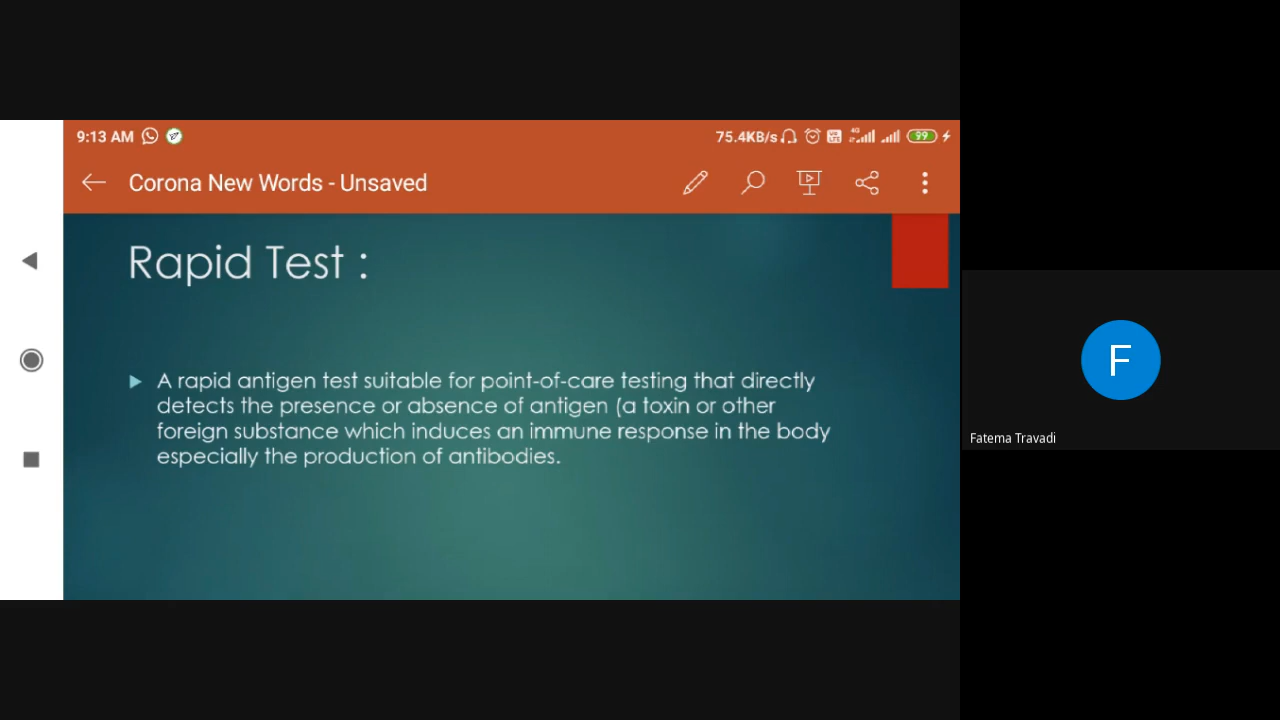 9:13 AM
75.4KB/s 4G 99
Corona New Words - Unsaved
Rapid Test :
A rapid antigen test suitable for point-of-care testing that directly
detects the presence or absence of antigen (a toxin or other
foreign substance which induces an immune response in the body
especially the production of antibodies.
F
Fatema Travadi